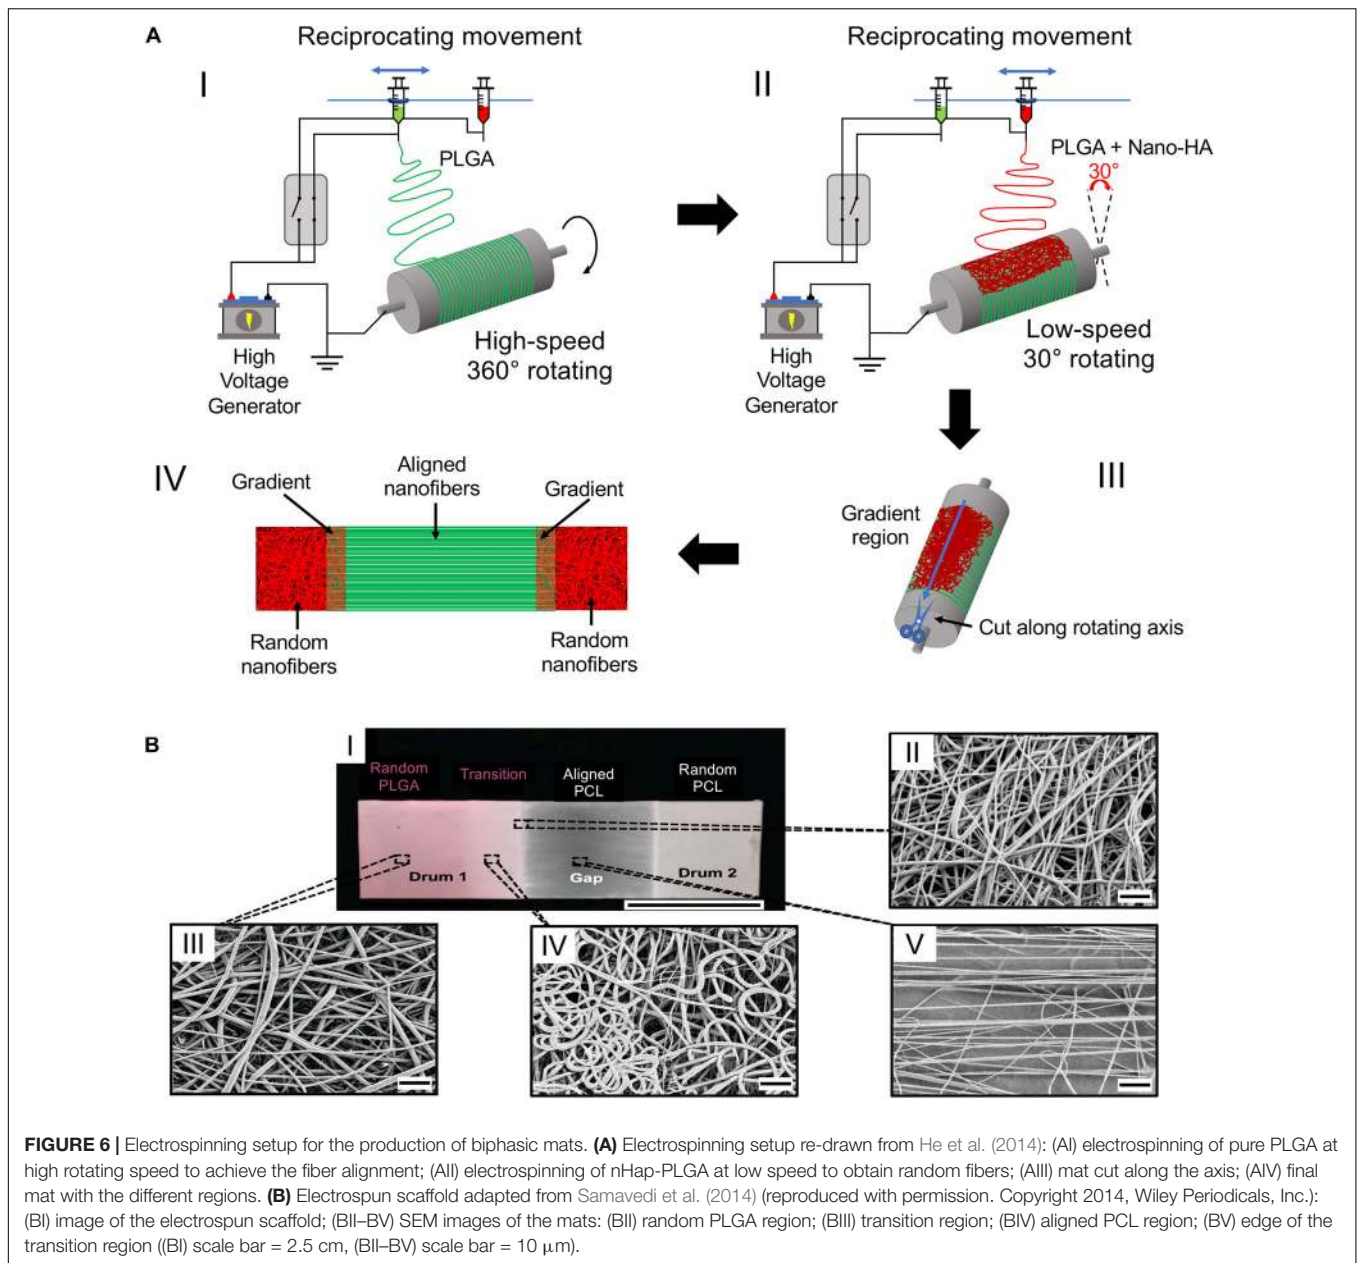 A
Reciprocating movement
I
PLGA
High-speed
360° rotating
High
Voltage
Generator
Reciprocating movement
II
PLGA + Nano-HA
30°
Low-speed
30° rotating
High
Voltage
Generator
III
Gradient
region
Cut along rotating axis
IV
Gradient
Aligned
nanofibers
Gradient
Random
nanofibers
Random
nanofibers
B
I
Random
PLGA
Transition
Aligned
PCL
Random
PCL
Drum 1
Gap
Drum 2
II
III
IV
V
FIGURE 6 | Electrospinning setup for the production of biphasic mats. (A) Electrospinning setup re-drawn from He et al. (2014): (AI) electrospinning of pure PLGA at
high rotating speed to achieve the fiber alignment; (AII) electrospinning of nHap-PLGA at low speed to obtain random fibers; (AIII) mat cut along the axis; (AIV) final
mat with the different regions. (B) Electrospun scaffold adapted from Samavedi et al. (2014) (reproduced with permission. Copyright 2014, Wiley Periodicals, Inc.):
(BI) image of the electrospun scaffold; (BII–BV) SEM images of the mats: (BII) random PLGA region; (BIII) transition region; (BIV) aligned PCL region; (BV) edge of the
transition region ((BI) scale bar = 2.5 cm, (BII–BV) scale bar = 10 μm).